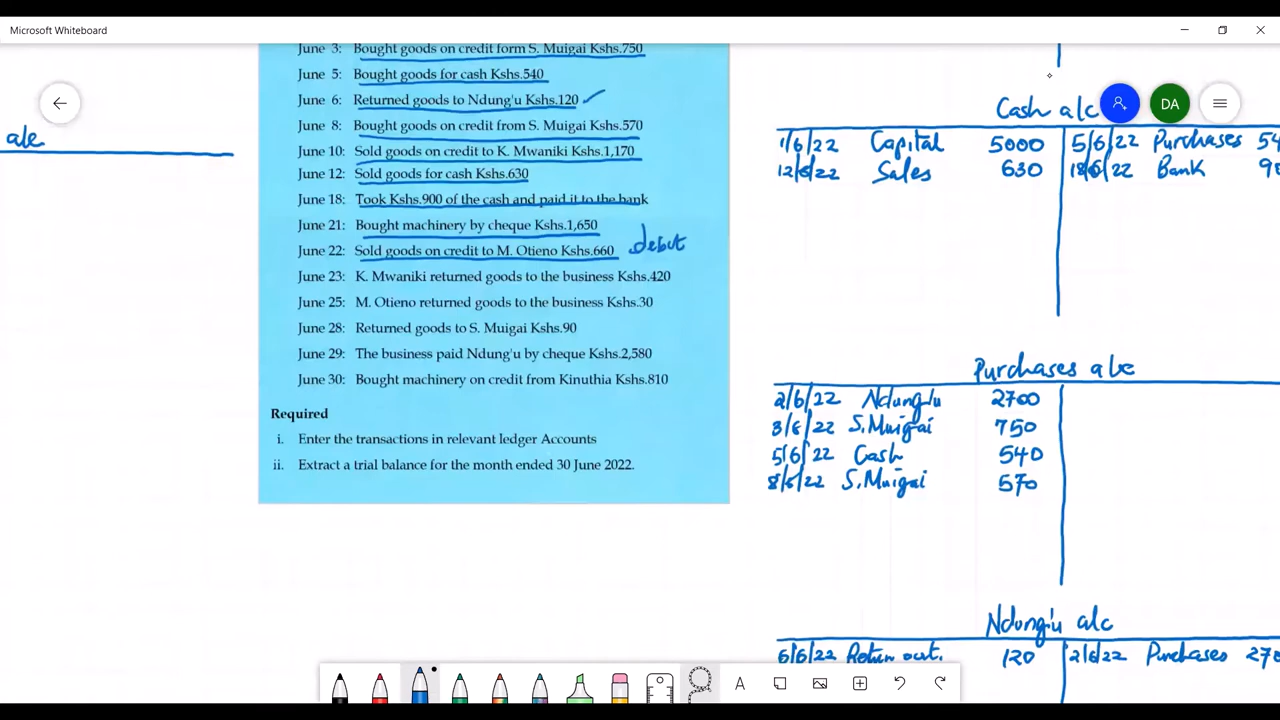 Microsoft Whiteboard
June 3: Bought goods on credit form S. Muigai Kshs.750
June 5: Bought goods for cash Kshs.540
June 6: Returned goods to Ndung'u Kshs.120
June 8: Bought goods on credit from S. Muigai Kshs.570
June 10: Sold goods on credit to K. Mwaniki Kshs.1,170
June 12: Sold goods for cash Kshs.630
June 18: Took Kshs.900 of the cash and paid it to the bank
June 21: Bought machinery by cheque Kshs.1,650
June 22: Sold goods on credit to M. Otieno Kshs.660 debit
June 23: K. Mwaniki returned goods to the business Kshs.420
June 25: M. Otieno returned goods to the business Kshs.30
June 28: Returned goods to S. Muigai Kshs.90
June 29: The business paid Ndung'u by cheque Kshs.2,580
June 30: Bought machinery on credit from Kinuthia Kshs.810
Required
i. Enter the transactions in relevant ledger Accounts
ii. Extract a trial balance for the month ended 30 June 2022.
a/c
Cash a/c
DA
1/6/22 Capital 5000 5/6/22 Purchases 54
12/6/22 Sales 630 18/6/22 Bank 90
Purchases a/c
2/6/22 Ndung'u 2700
3/6/22 S.Muigai 750
5/6/22 Cash 540
8/6/22 S.Muigai 570
Ndung'u a/c
6/6/22 Return out. 120 2/6/22 Purchases 270
A